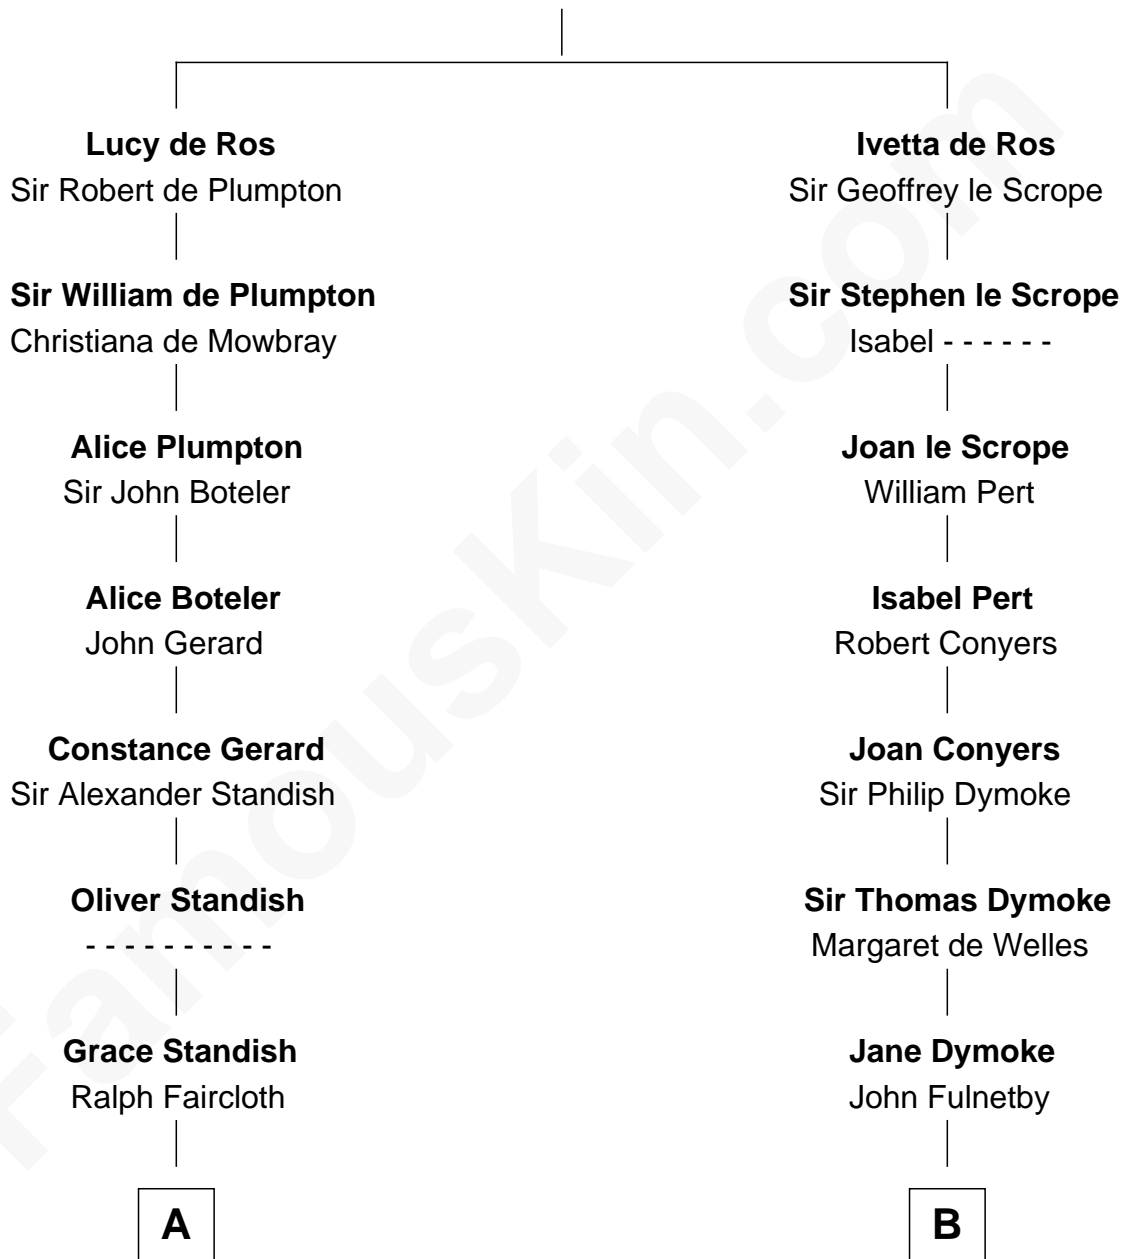 Lucy de Ros
Sir Robert de Plumpton
Sir William de Plumpton
Christiana de Mowbray
Alice Plumpton
Sir John Boteler
Alice Boteler
John Gerard
Constance Gerard
Sir Alexander Standish
Oliver Standish
- - - - - - - - - -
Grace Standish
Ralph Faircloth
A
Ivetta de Ros
Sir Geoffrey le Scrope
Sir Stephen le Scrope
Isabel - - - - - -
Joan le Scrope
William Pert
Isabel Pert
Robert Conyers
Joan Conyers
Sir Philip Dymoke
Sir Thomas Dymoke
Margaret de Welles
Jane Dymoke
John Fulnetby
B
FamousKin.com